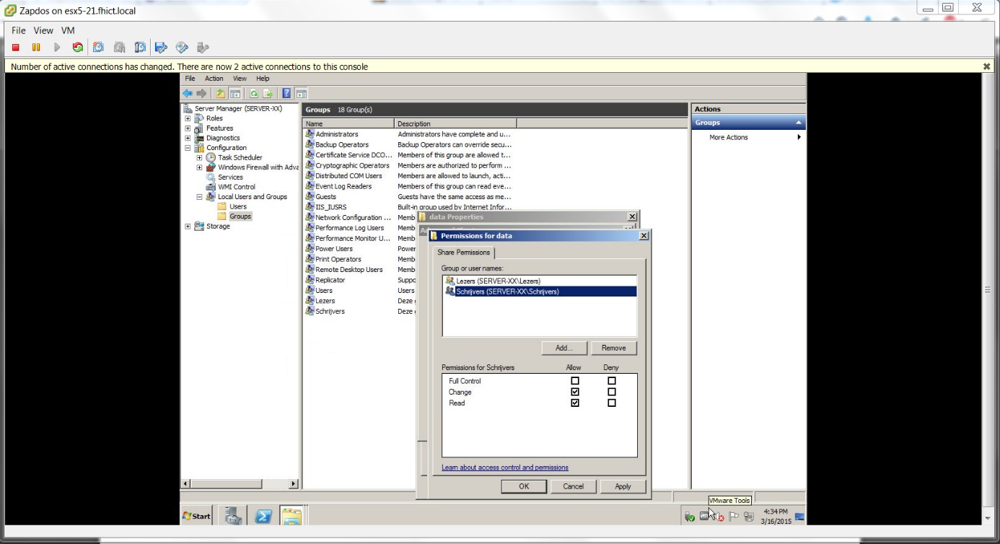 Zapdos on esx5-21.fhict.local
File View VM
Number of active connections has changed. There are now 2 active connections to this console
File Action View Help
Server Manager (SERVER-XX)
Roles
Features
Diagnostics
Configuration
Task Scheduler
Windows Firewall with Adva
Services
WMI Control
Local Users and Groups
Users
Groups
Storage
Groups 18 Group(s)
Name Description
Administrators Administrators have complete and u...
Backup Operators Backup Operators can override secu...
Certificate Service DCO... Members of this group are allowed t...
Cryptographic Operators Members are authorized to perform ...
Distributed COM Users Members are allowed to launch, acti...
Event Log Readers Members of this group can read eve...
Guests Guests have the same access as me...
IIS_IUSRS Built-in group used by Internet Infor...
Network Configuration ... Memb
Performance Log Users Memb
Performance Monitor U... Memb
Power Users Power
Print Operators Memb
Remote Desktop Users Memb
Replicator Suppo
Users Users
Lezers Deze
Schrijvers Deze
data Properties
Permissions for data
Share Permissions
Group or user names:
Lezers (SERVER-XX\Lezers)
Schrijvers (SERVER-XX\Schrijvers)
Add... Remove
Permissions for Schrijvers Allow Deny
Full Control
Change
Read
Learn about access control and permissions
OK Cancel Apply
Actions
Groups
More Actions
VMware Tools
Start
4:34 PM
3/16/2015